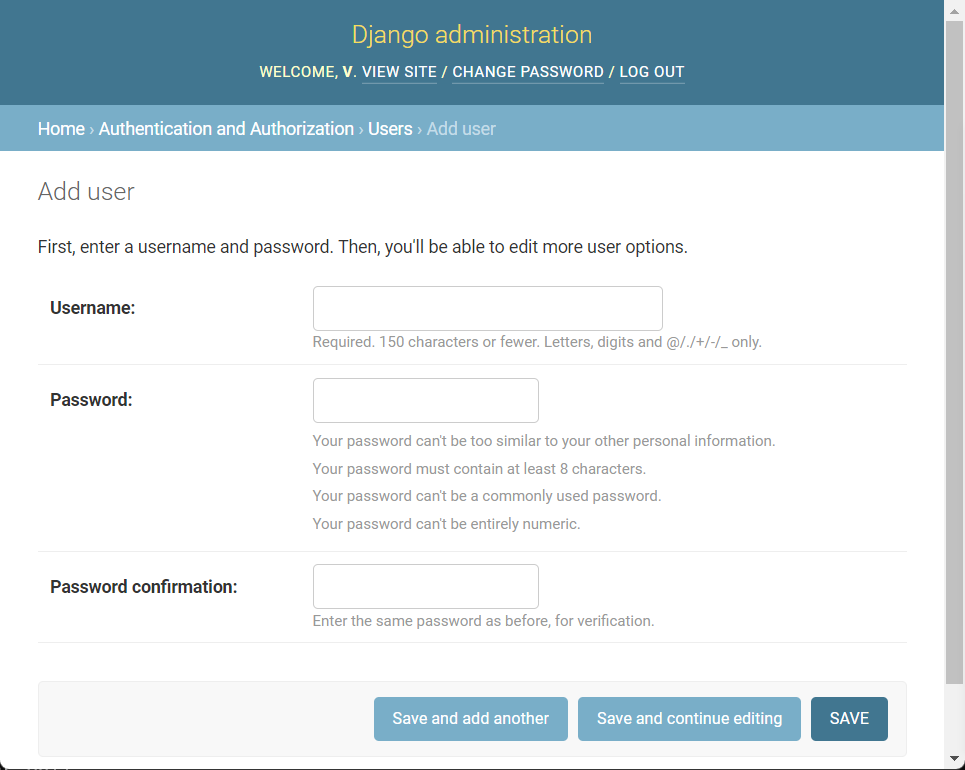 Django administration
WELCOME, V. VIEW SITE / CHANGE PASSWORD / LOG OUT
Home › Authentication and Authorization › Users › Add user
Add user
First, enter a username and password. Then, you'll be able to edit more user options.
Username:
Required. 150 characters or fewer. Letters, digits and @/./+/-/_ only.
Password:
Your password can't be too similar to your other personal information.
Your password must contain at least 8 characters.
Your password can't be a commonly used password.
Your password can't be entirely numeric.
Password confirmation:
Enter the same password as before, for verification.
Save and add another Save and continue editing SAVE